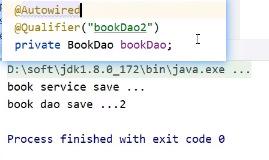 @Autowired
@Qualifier("bookDao2")
private BookDao bookDao;
D:\soft\jdk1.8.0_172\bin\java.exe ...
book service save ...
book dao save ...2
Process finished with exit code 0